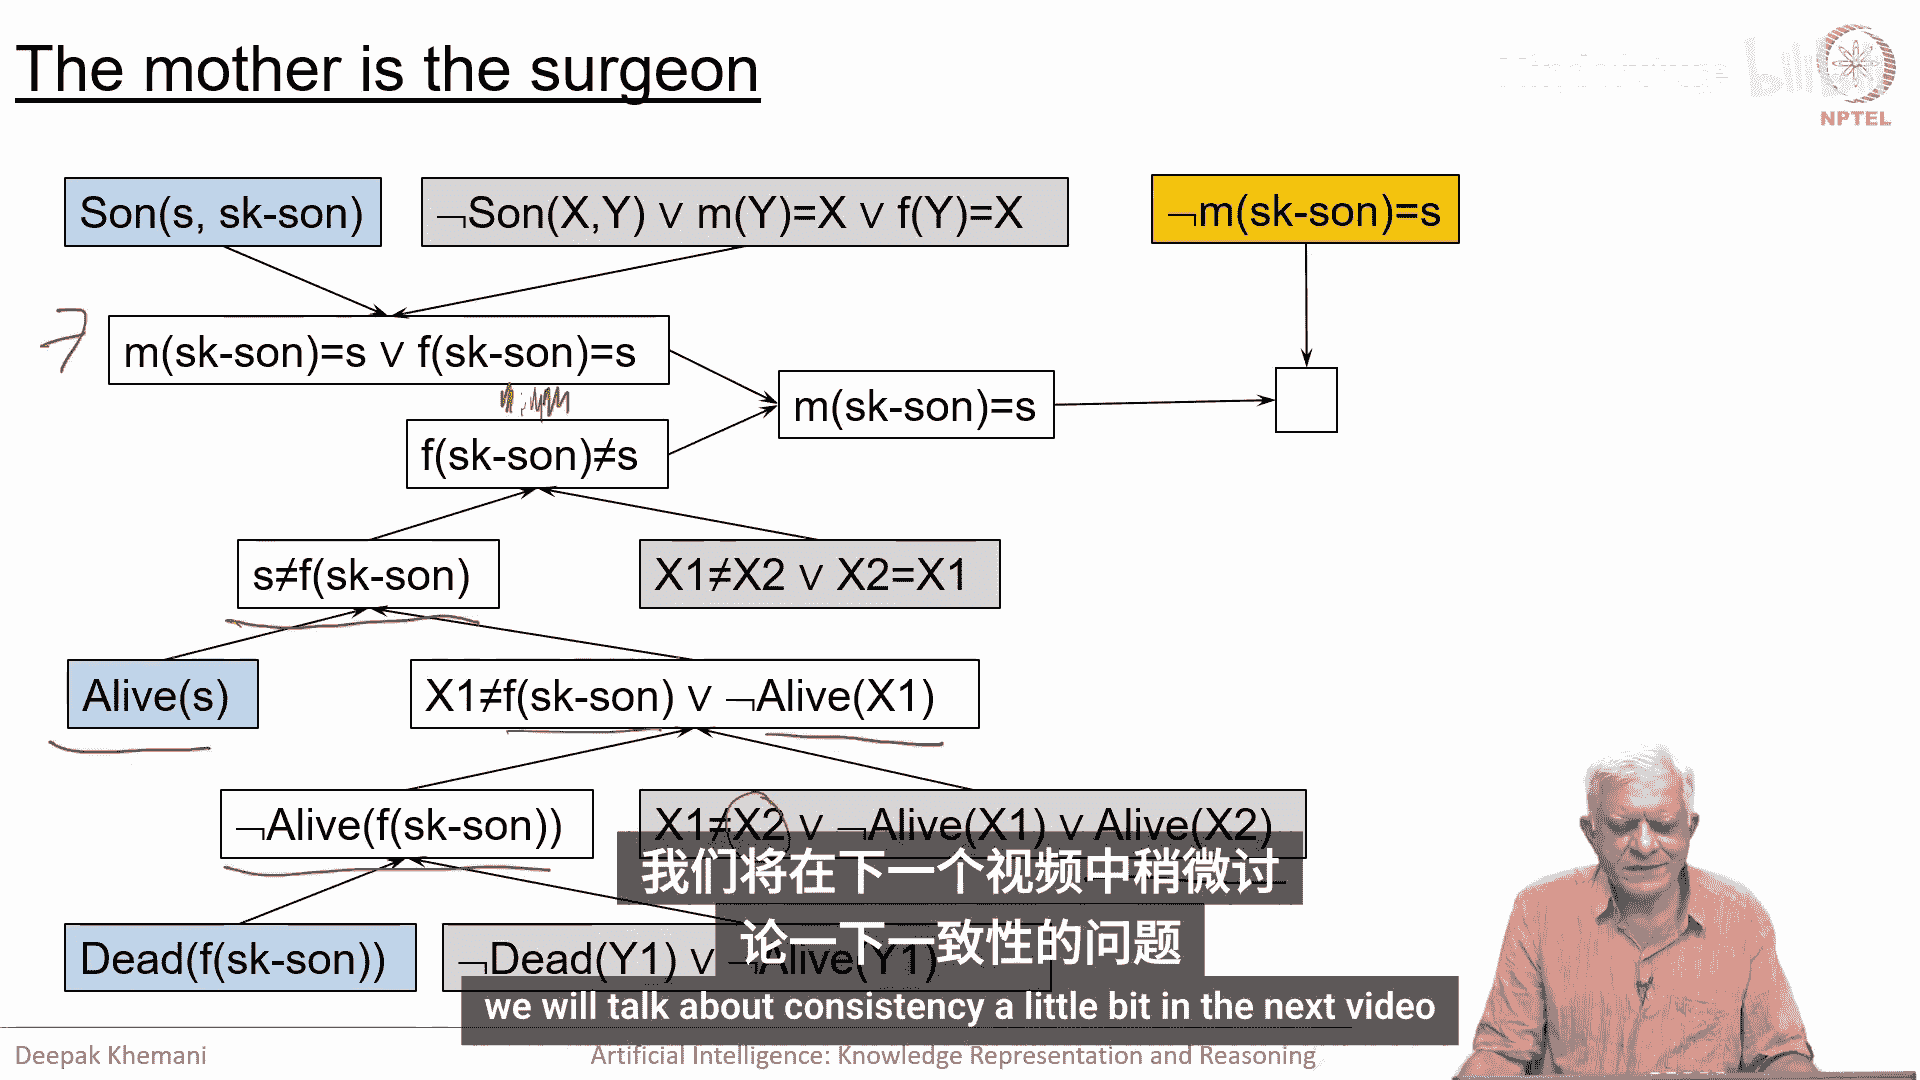 The mother is the surgeon
NPTEL
Son(s, sk-son)
¬Son(X,Y) ∨ m(Y)=X ∨ f(Y)=X
¬m(sk-son)=s
7
m(sk-son)=s ∨ f(sk-son)=s
m(sk-son)=s
f(sk-son)≠s
s≠f(sk-son)
X1≠X2 ∨ X2=X1
Alive(s)
X1≠f(sk-son) ∨ ¬Alive(X1)
¬Alive(f(sk-son))
X1≠X2 ∨ ¬Alive(X1) ∨ Alive(X2)
我们将在下一个视频中稍微讨
论一下一致性的问题
Dead(f(sk-son))
¬Dead(Y1) ∨ ¬Alive(Y1)
we will talk about consistency a little bit in the next video
Deepak Khemani
Artificial Intelligence: Knowledge Representation and Reasoning